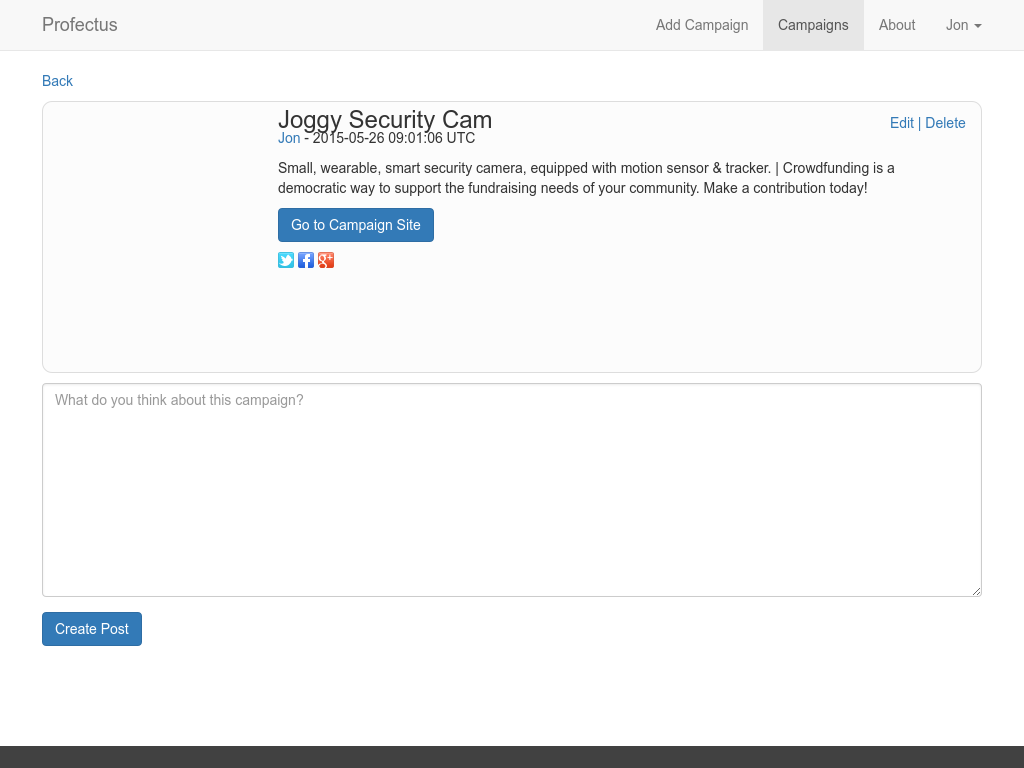 Profectus
Add Campaign
Campaigns
About
Jon
Back
Joggy Security Cam
Edit | Delete
Jon - 2015-05-26 09:01:06 UTC
Small, wearable, smart security camera, equipped with motion sensor & tracker. | Crowdfunding is a
democratic way to support the fundraising needs of your community. Make a contribution today!
Go to Campaign Site
What do you think about this campaign?
Create Post